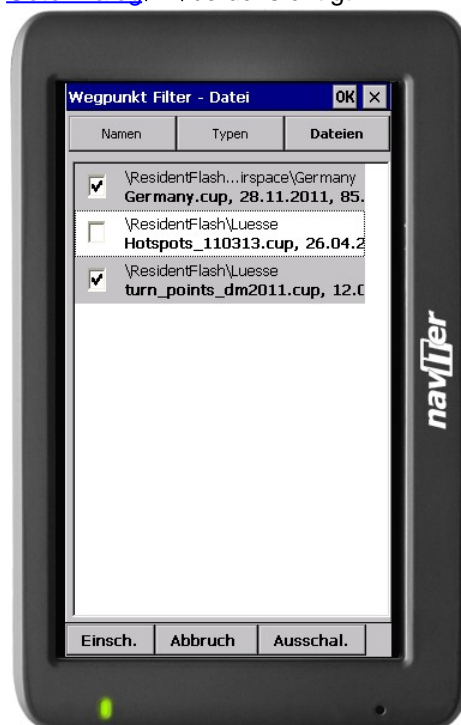 Wegpunkt Filter - Datei OK
Namen Typen Dateien
\ResidentFlash...irspace\Germany
Germany.cup, 28.11.2011, 85.
\ResidentFlash\Luesse
Hotspots_110313.cup, 26.04.2
\ResidentFlash\Luesse
turn_points_dm2011.cup, 12.0
Einsch. Abbruch Ausschal.
naviter